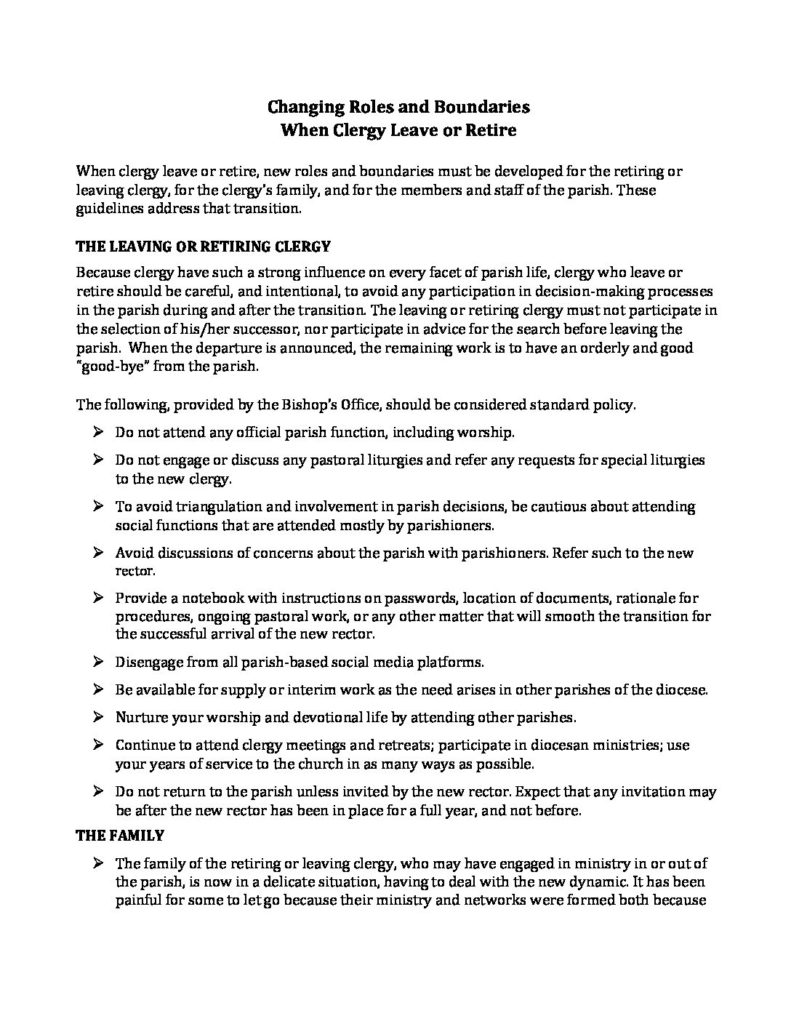 Changing Roles and Boundaries
When Clergy Leave or Retire
When clergy leave or retire, new roles and boundaries must be developed for the retiring or
leaving clergy, for the clergy's family, and for the members and staff of the parish. These
guidelines address that transition.
THE LEAVING OR RETIRING CLERGY
Because clergy have such a strong influence on every facet of parish life, clergy who leave or
retire should be careful, and intentional, to avoid any participation in decision-making processes
in the parish during and after the transition. The leaving or retiring clergy must not participate in
the selection of his/her successor, nor participate in advice for the search before leaving the
parish. When the departure is announced, the remaining work is to have an orderly and good
"good-bye" from the parish.
The following, provided by the Bishop's Office, should be considered standard policy.
➢ Do not attend any official parish function, including worship.
➢ Do not engage or discuss any pastoral liturgies and refer any requests for special liturgies
to the new clergy.
➢ To avoid triangulation and involvement in parish decisions, be cautious about attending
social functions that are attended mostly by parishioners.
➢ Avoid discussions of concerns about the parish with parishioners. Refer such to the new
rector.
➢ Provide a notebook with instructions on passwords, location of documents, rationale for
procedures, ongoing pastoral work, or any other matter that will smooth the transition for
the successful arrival of the new rector.
➢ Disengage from all parish-based social media platforms.
➢ Be available for supply or interim work as the need arises in other parishes of the diocese.
➢ Nurture your worship and devotional life by attending other parishes.
➢ Continue to attend clergy meetings and retreats; participate in diocesan ministries; use
your years of service to the church in as many ways as possible.
➢ Do not return to the parish unless invited by the new rector. Expect that any invitation may
be after the new rector has been in place for a full year, and not before.
THE FAMILY
➢ The family of the retiring or leaving clergy, who may have engaged in ministry in or out of
the parish, is now in a delicate situation, having to deal with the new dynamic. It has been
painful for some to let go because their ministry and networks were formed both because